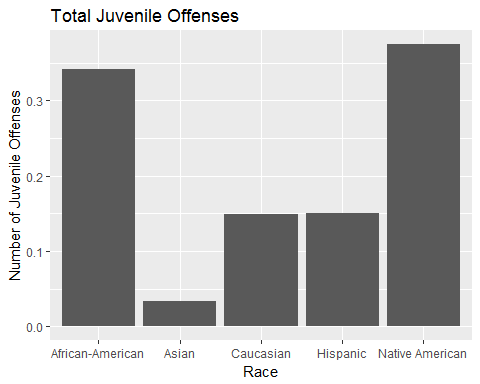 Total Juvenile Offenses
Number of Juvenile Offenses
0.3
0.2
0.1
0.0
African-American Asian Caucasian Hispanic Native American
Race